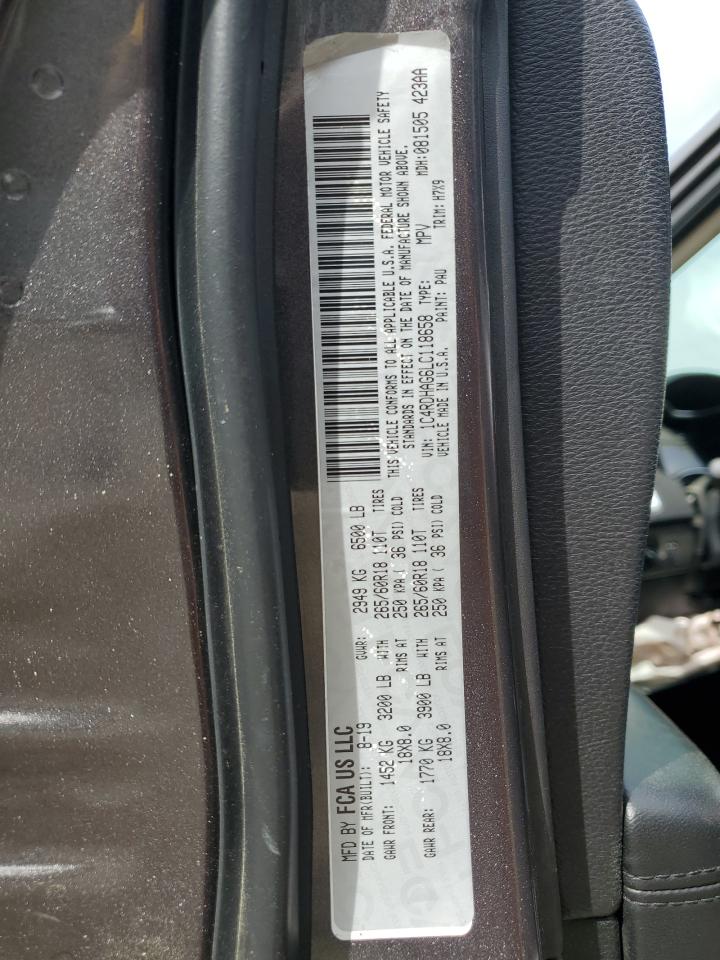 MFD BY FCA US LLC
DATE OF MFR(BUILT): 8-19 GVWR: 2949 KG 6500 LB
GAWR FRONT: 1452 KG 3200 LB WITH 265/60R18 110T TIRES
18X8.0 RIMS AT 250 KPA ( 36 PSI) COLD
GAWR REAR: 1770 KG 3900 LB WITH 265/60R18 110T TIRES
18X8.0 RIMS AT 250 KPA ( 36 PSI) COLD
THIS VEHICLE CONFORMS TO ALL APPLICABLE U.S.A. FEDERAL MOTOR VEHICLE SAFETY
STANDARDS IN EFFECT ON THE DATE OF MANUFACTURE SHOWN ABOVE.
VIN: 1C4RDHAG6LC118658 TYPE: MPV MDH:081505 423AA
VEHICLE MADE IN U.S.A. PAINT: PAU TRIM: H7X9